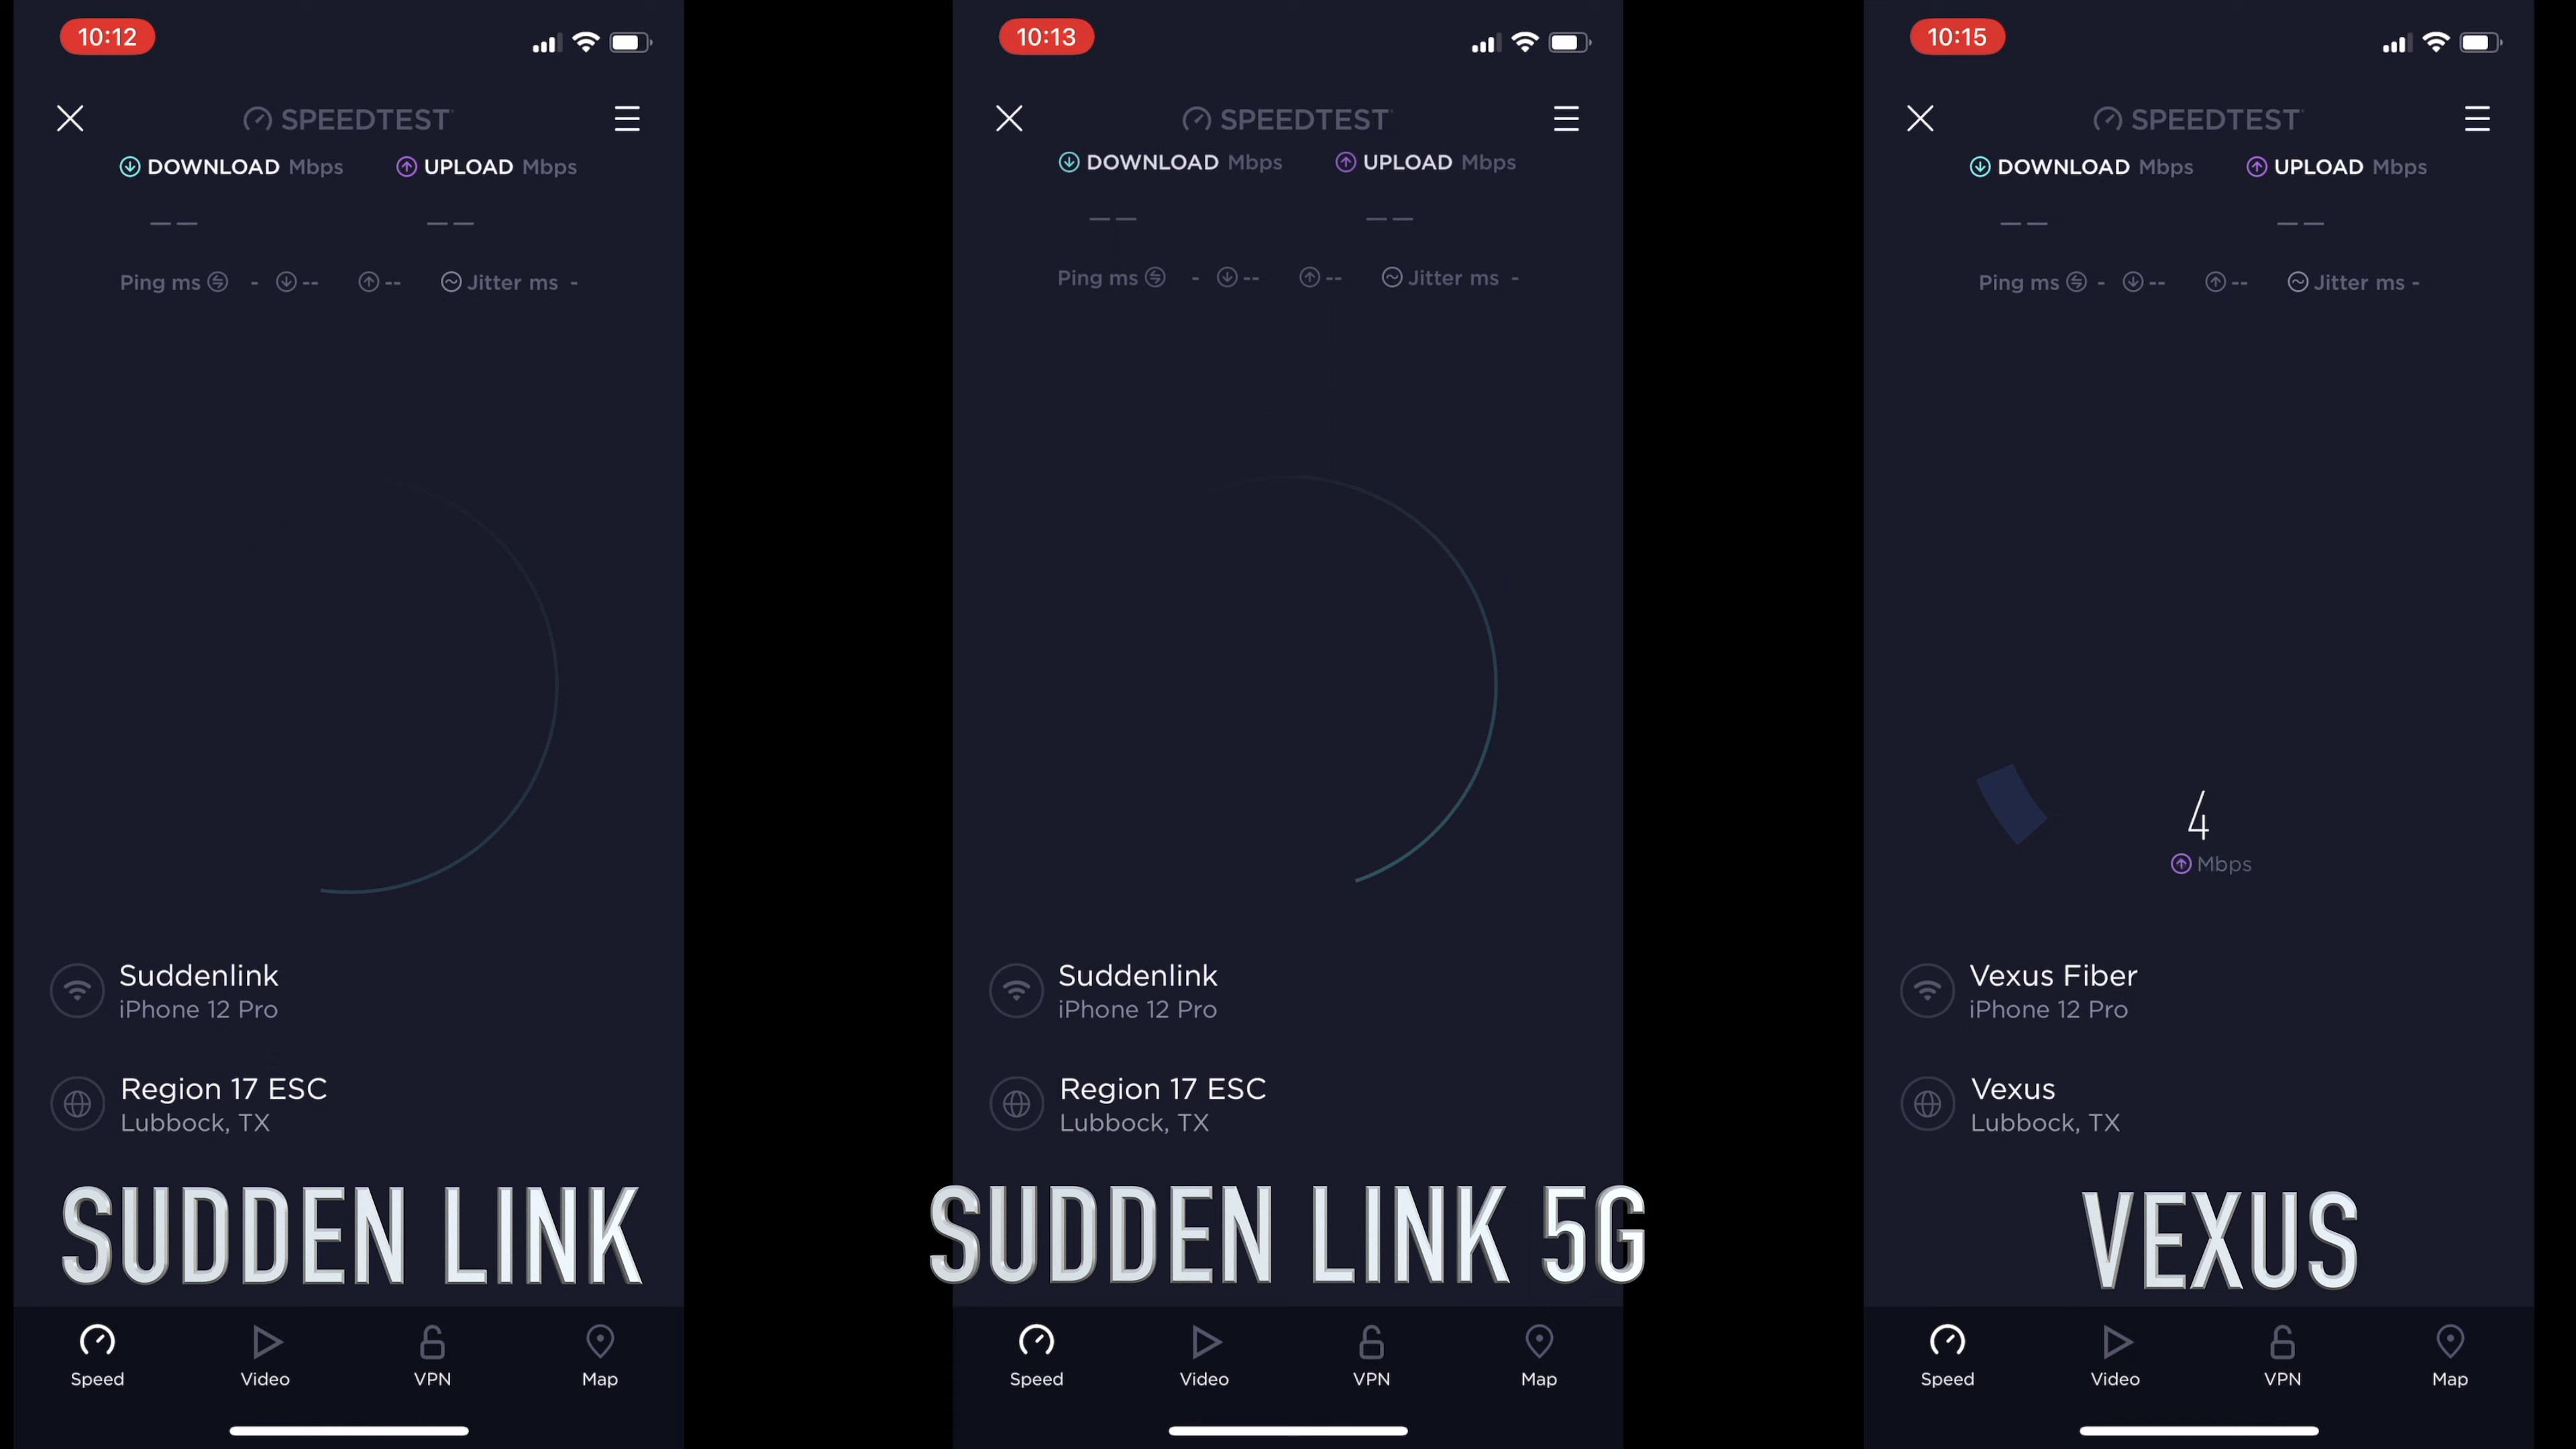 10:12
SPEEDTEST
DOWNLOAD Mbps UPLOAD Mbps
— — — —
Ping ms - -- -- Jitter ms -
Suddenlink
iPhone 12 Pro
Region 17 ESC
Lubbock, TX
SUDDEN LINK
Speed Video VPN Map
10:13
SPEEDTEST
DOWNLOAD Mbps UPLOAD Mbps
— — — —
Ping ms - -- -- Jitter ms -
Suddenlink
iPhone 12 Pro
Region 17 ESC
Lubbock, TX
SUDDEN LINK 5G
Speed Video VPN Map
10:15
SPEEDTEST
DOWNLOAD Mbps UPLOAD Mbps
— — — —
Ping ms - -- -- Jitter ms -
4
Mbps
Vexus Fiber
iPhone 12 Pro
Vexus
Lubbock, TX
VEXUS
Speed Video VPN Map